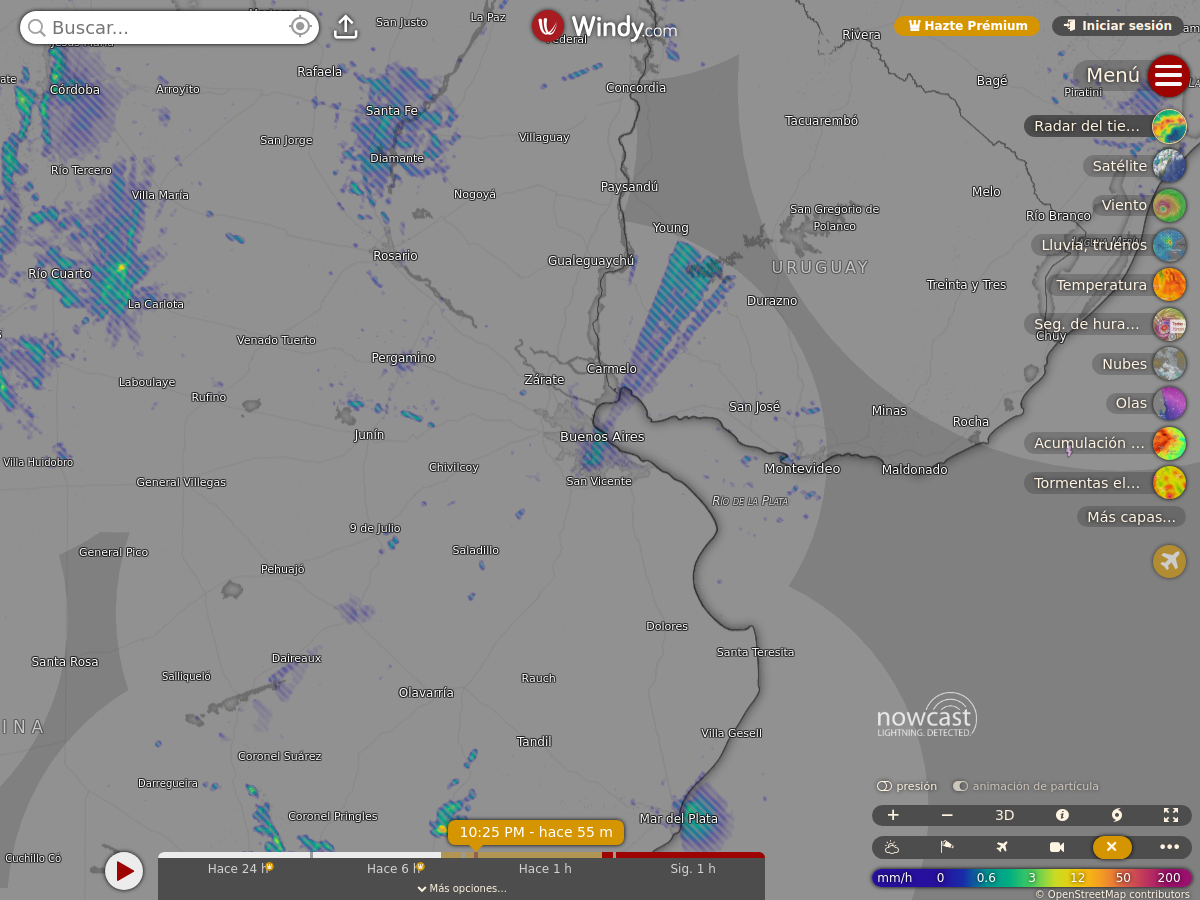 Buscar...
San Justo
La Paz
Windy.com
Federal
Rivera
Hazte Prémium
Iniciar sesión
Jesús María
Rafaela
Córdoba
Arroyito
Concordia
Bagé
Menú
Piratini
Santa Fe
San Jorge
Villaguay
Tacuarembó
Radar del tie...
Diamante
Río Tercero
Villa María
Nogoyá
Paysandú
Melo
Satélite
San Gregorio de
Polanco
Río Branco
Viento
Young
Rosario
Gualeguaychú
URUGUAY
Lluvia, truenos
Río Cuarto
La Carlota
Durazno
Treinta y Tres
Temperatura
Venado Tuerto
Seg. de hura...
Chuy
Pergamino
Carmelo
Zárate
Nubes
Laboulaye
Rufino
San José
Minas
Rocha
Olas
Junín
Buenos Aires
Acumulación ...
Villa Huidobro
Chivilcoy
Montevideo
Maldonado
General Villegas
San Vicente
Tormentas el...
Río de la Plata
Más capas...
9 de Julio
General Pico
Saladillo
Pehuajó
Dolores
Santa Teresita
Santa Rosa
Daireaux
Salliqueló
Rauch
Olavarría
INA
nowcast
LIGHTNING. DETECTED.
Villa Gesell
Tandil
Coronel Suárez
Darregueira
presión
animación de partícula
Coronel Pringles
Mar del Plata
3D
10:25 PM - hace 55 m
Cuchillo Có
Hace 24 h
Hace 6 h
Hace 1 h
Sig. 1 h
Más opciones...
mm/h 0 0.6 3 12 50 200
© OpenStreetMap contributors